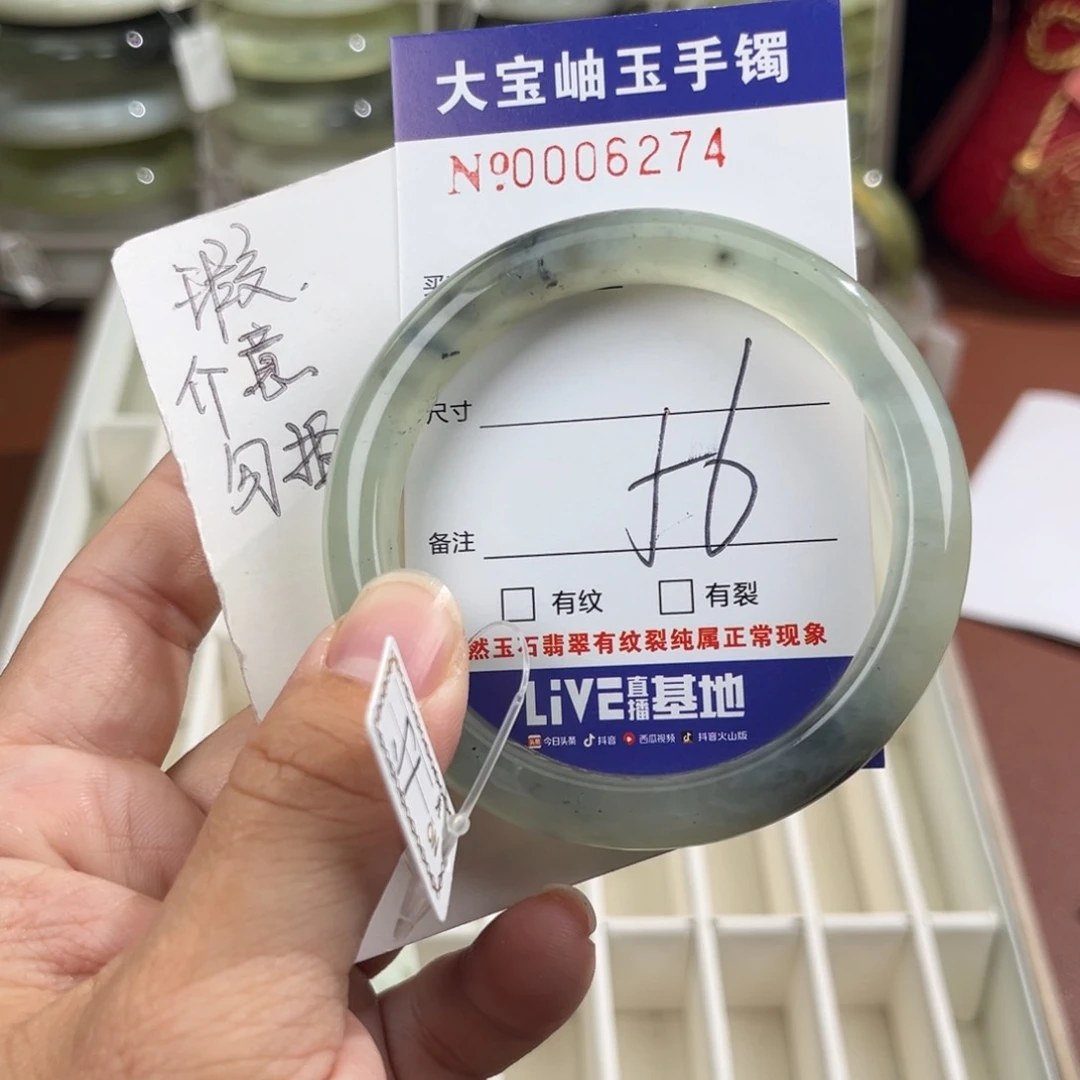 大宝岫玉手镯
№0006274
买
尺寸
56
备注
□ 有纹 □ 有裂
然玉石翡翠有纹裂纯属正常现象
LiVE直播基地
今日头条 抖音 西瓜视频 抖音火山版
瑕
介意
勿拍